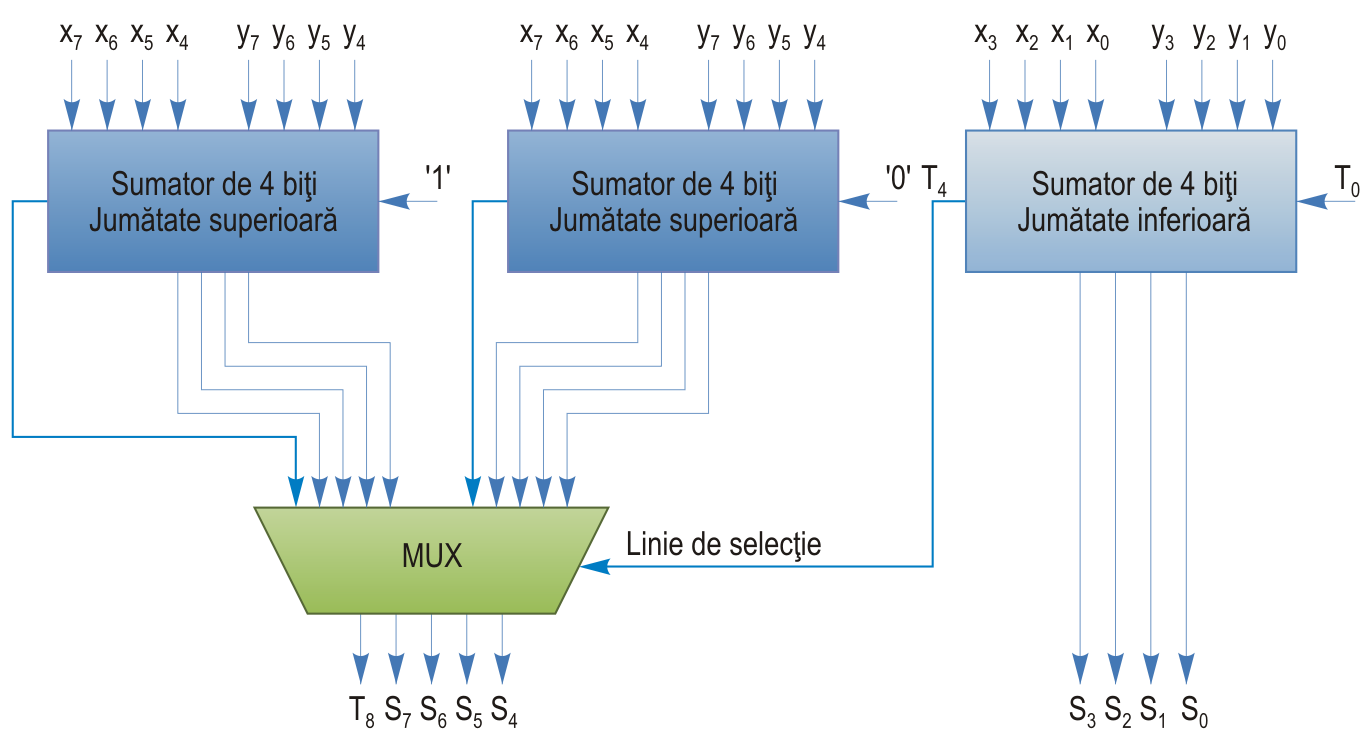 x7 x6 x5 x4 y7 y6 y5 y4 x7 x6 x5 x4 y7 y6 y5 y4 x3 x2 x1 x0 y3 y2 y1 y0
Sumator de 4 biţi
Jumătate superioară
'1'
Sumator de 4 biţi
Jumătate superioară
'0' T4
Sumator de 4 biţi
Jumătate inferioară
T0
MUX
Linie de selecţie
T8 S7 S6 S5 S4
S3 S2 S1 S0